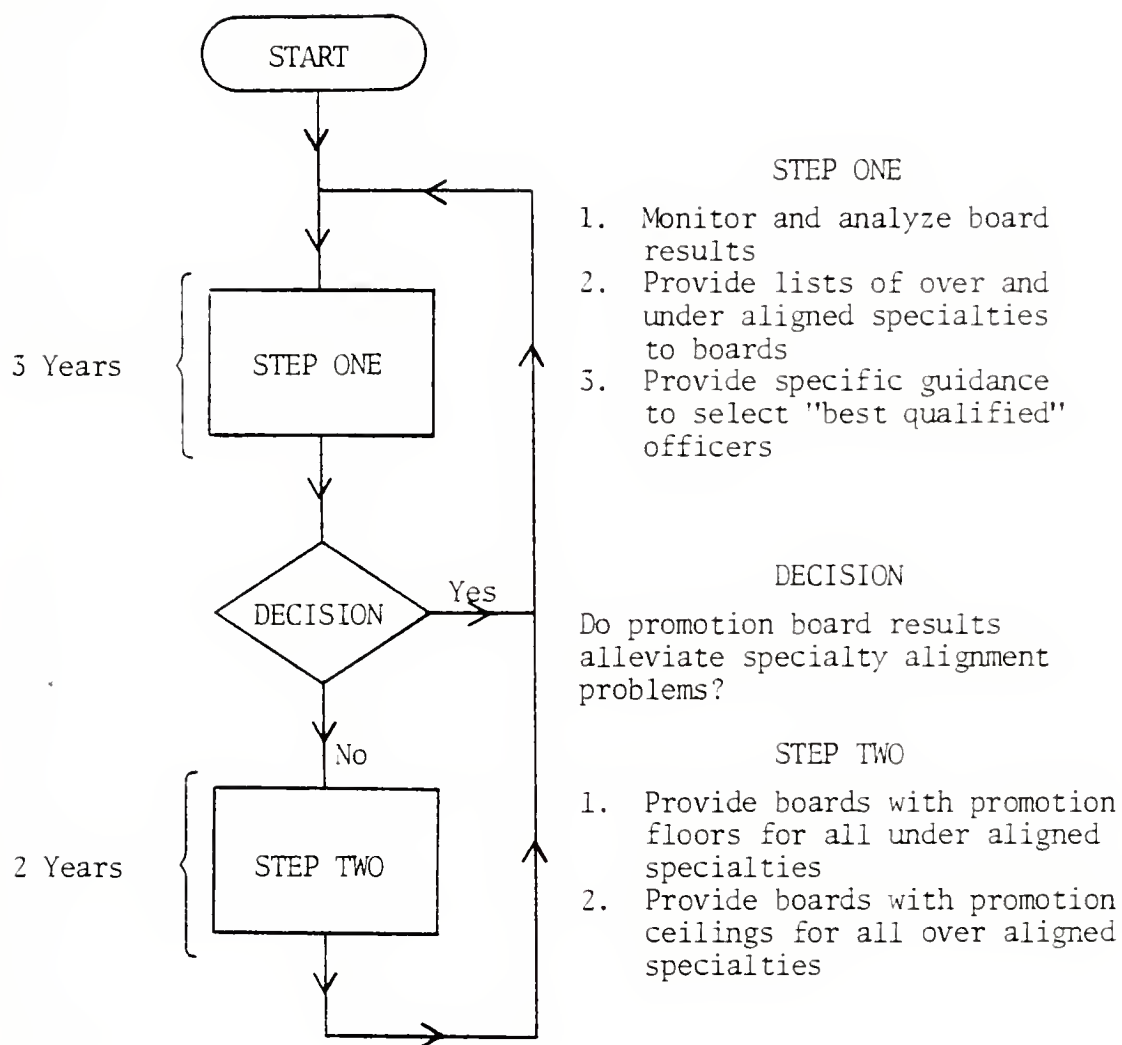 START
3 Years
STEP ONE
DECISION
Yes
No
2 Years
STEP TWO
STEP ONE
1. Monitor and analyze board
results
2. Provide lists of over and
under aligned specialties
to boards
3. Provide specific guidance
to select "best qualified"
officers
DECISION
Do promotion board results
alleviate specialty alignment
problems?
STEP TWO
1. Provide boards with promotion
floors for all under aligned
specialties
2. Provide boards with promotion
ceilings for all over aligned
specialties